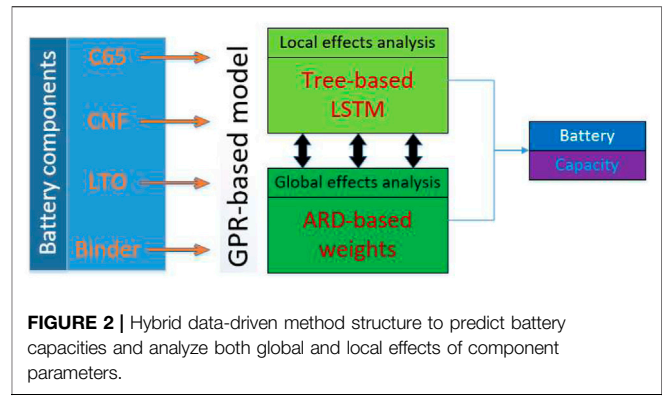 Battery components
C65
CNF
LTO
Binder
GPR-based model
Local effects analysis
Tree-based
LSTM
Global effects analysis
ARD-based
weights
Battery
Capacity
FIGURE 2 | Hybrid data-driven method structure to predict battery
capacities and analyze both global and local effects of component
parameters.